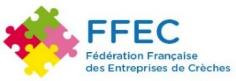 FFEC
Fédération Française
des Entreprises de Crèches